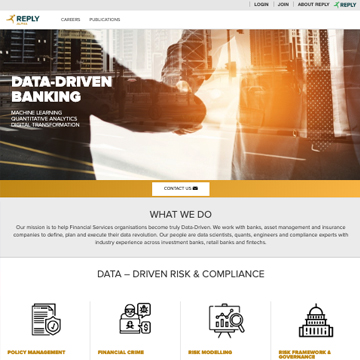 LOGIN JOIN ABOUT REPLY REPLY
REPLY
ALPHA
CAREERS PUBLICATIONS
DATA-DRIVEN
BANKING
MACHINE LEARNING
QUANTITATIVE ANALYTICS
DIGITAL TRANSFORMATION
CONTACT US
WHAT WE DO
Our mission is to help Financial Services organisations become truly Data-Driven. We work with banks, asset management and insurance
companies to define, plan and execute their data revolution. Our people are data scientists, quants, engineers and compliance experts with
industry experience across investment banks, retail banks and fintechs.
DATA – DRIVEN RISK & COMPLIANCE
POLICY MANAGEMENT
FINANCIAL CRIME
RISK MODELLING
RISK FRAMEWORK &
GOVERNANCE